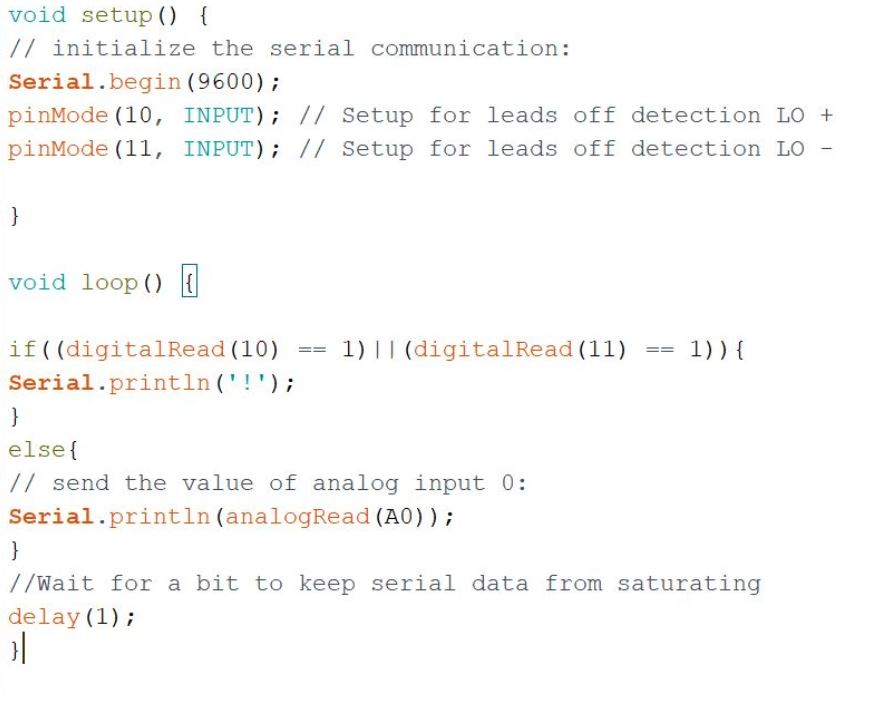 void setup() {
// initialize the serial communication:
Serial.begin(9600);
pinMode(10, INPUT); // Setup for leads off detection LO +
pinMode(11, INPUT); // Setup for leads off detection LO -
}
void loop() {
if((digitalRead(10) == 1)||(digitalRead(11) == 1)){
Serial.println('!');
}
else{
// send the value of analog input 0:
Serial.println(analogRead(A0));
}
//Wait for a bit to keep serial data from saturating
delay(1);
}